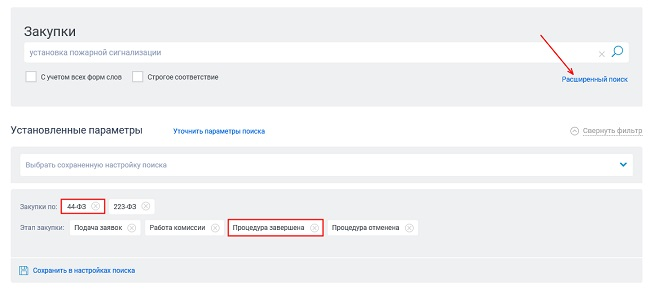 Закупки
установка пожарной сигнализации
С учетом всех форм слов Строгое соответствие Расширенный поиск
Установленные параметры Уточнить параметры поиска Свернуть фильтр
Выбрать сохраненную настройку поиска
Закупки по: 44-ФЗ 223-ФЗ
Этап закупки: Подача заявок Работа комиссии Процедура завершена Процедура отменена
Сохранить в настройках поиска